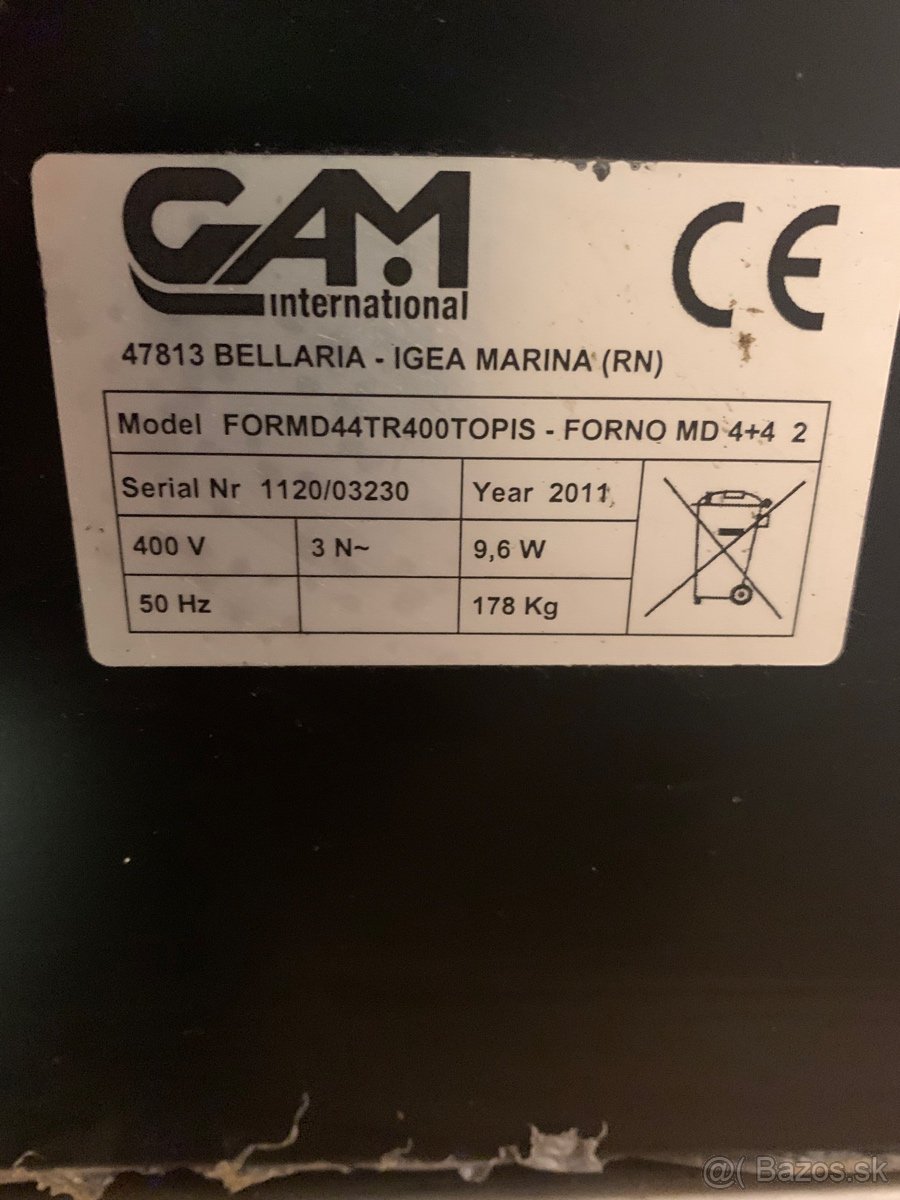 GAM
international
CE
47813 BELLARIA - IGEA MARINA (RN)
Model FORMD44TR400TOPIS - FORNO MD 4+4 2
Serial Nr 1120/03230 Year 2011
400 V 3 N~ 9,6 W
50 Hz 178 Kg
@( Bazos.sk